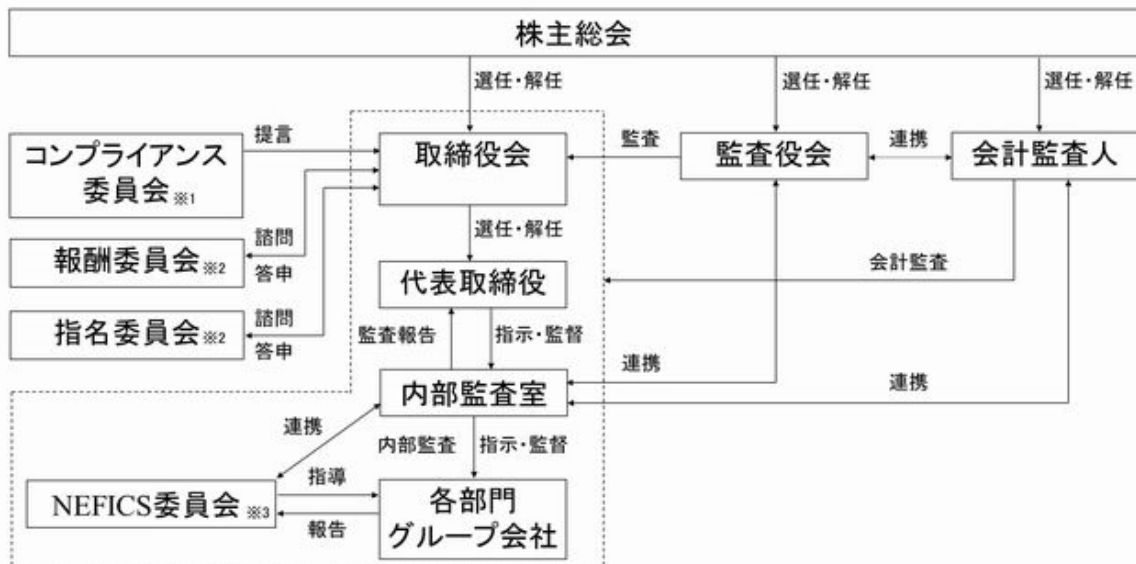 株主総会
選任・解任
選任・解任
選任・解任
コンプライアンス
委員会※1
提言
取締役会
監査
監査役会
連携
会計監査人
報酬委員会※2
諮問
答申
選任・解任
会計監査
代表取締役
指名委員会※2
諮問
答申
監査報告
指示・監督
連携
連携
内部監査室
連携
内部監査
指示・監督
NEFICS委員会※3
指導
報告
各部門
グループ会社